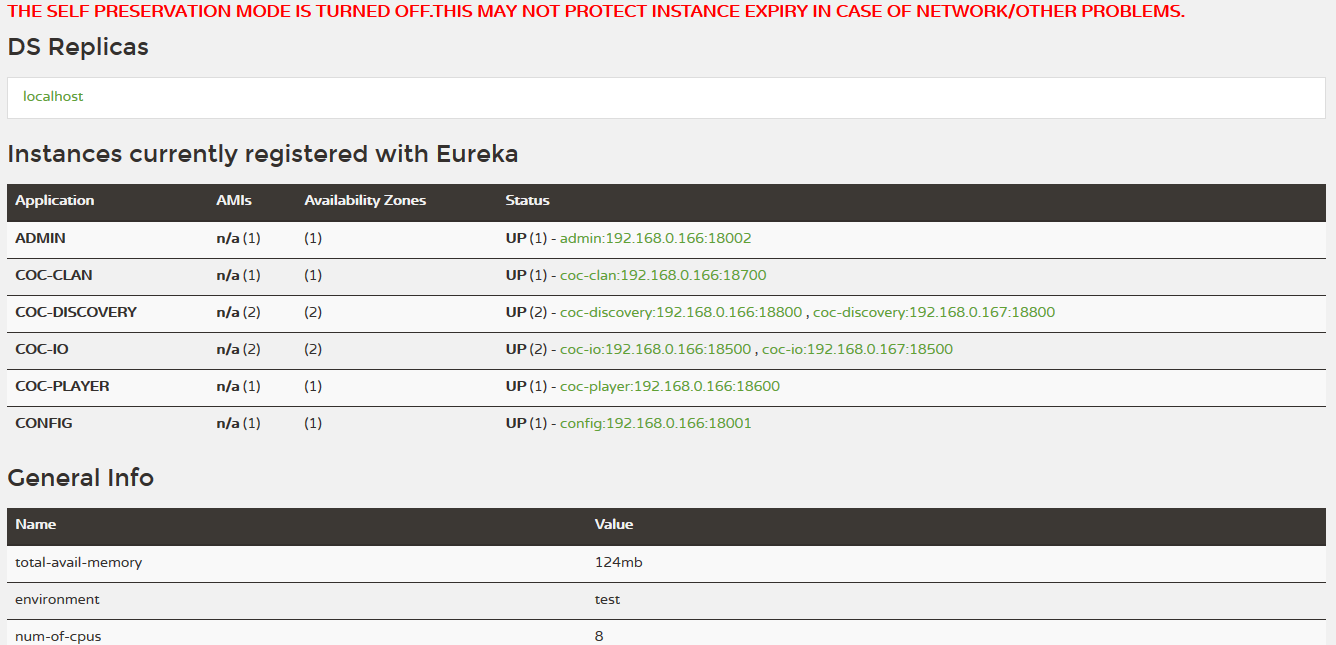 THE SELF PRESERVATION MODE IS TURNED OFF.THIS MAY NOT PROTECT INSTANCE EXPIRY IN CASE OF NETWORK/OTHER PROBLEMS.
DS Replicas
localhost
Instances currently registered with Eureka
Application AMIs Availability Zones Status
ADMIN n/a (1) (1) UP (1) - admin:192.168.0.166:18002
COC-CLAN n/a (1) (1) UP (1) - coc-clan:192.168.0.166:18700
COC-DISCOVERY n/a (2) (2) UP (2) - coc-discovery:192.168.0.166:18800 , coc-discovery:192.168.0.167:18800
COC-IO n/a (2) (2) UP (2) - coc-io:192.168.0.166:18500 , coc-io:192.168.0.167:18500
COC-PLAYER n/a (1) (1) UP (1) - coc-player:192.168.0.166:18600
CONFIG n/a (1) (1) UP (1) - config:192.168.0.166:18001
General Info
Name Value
total-avail-memory 124mb
environment test
num-of-cpus 8